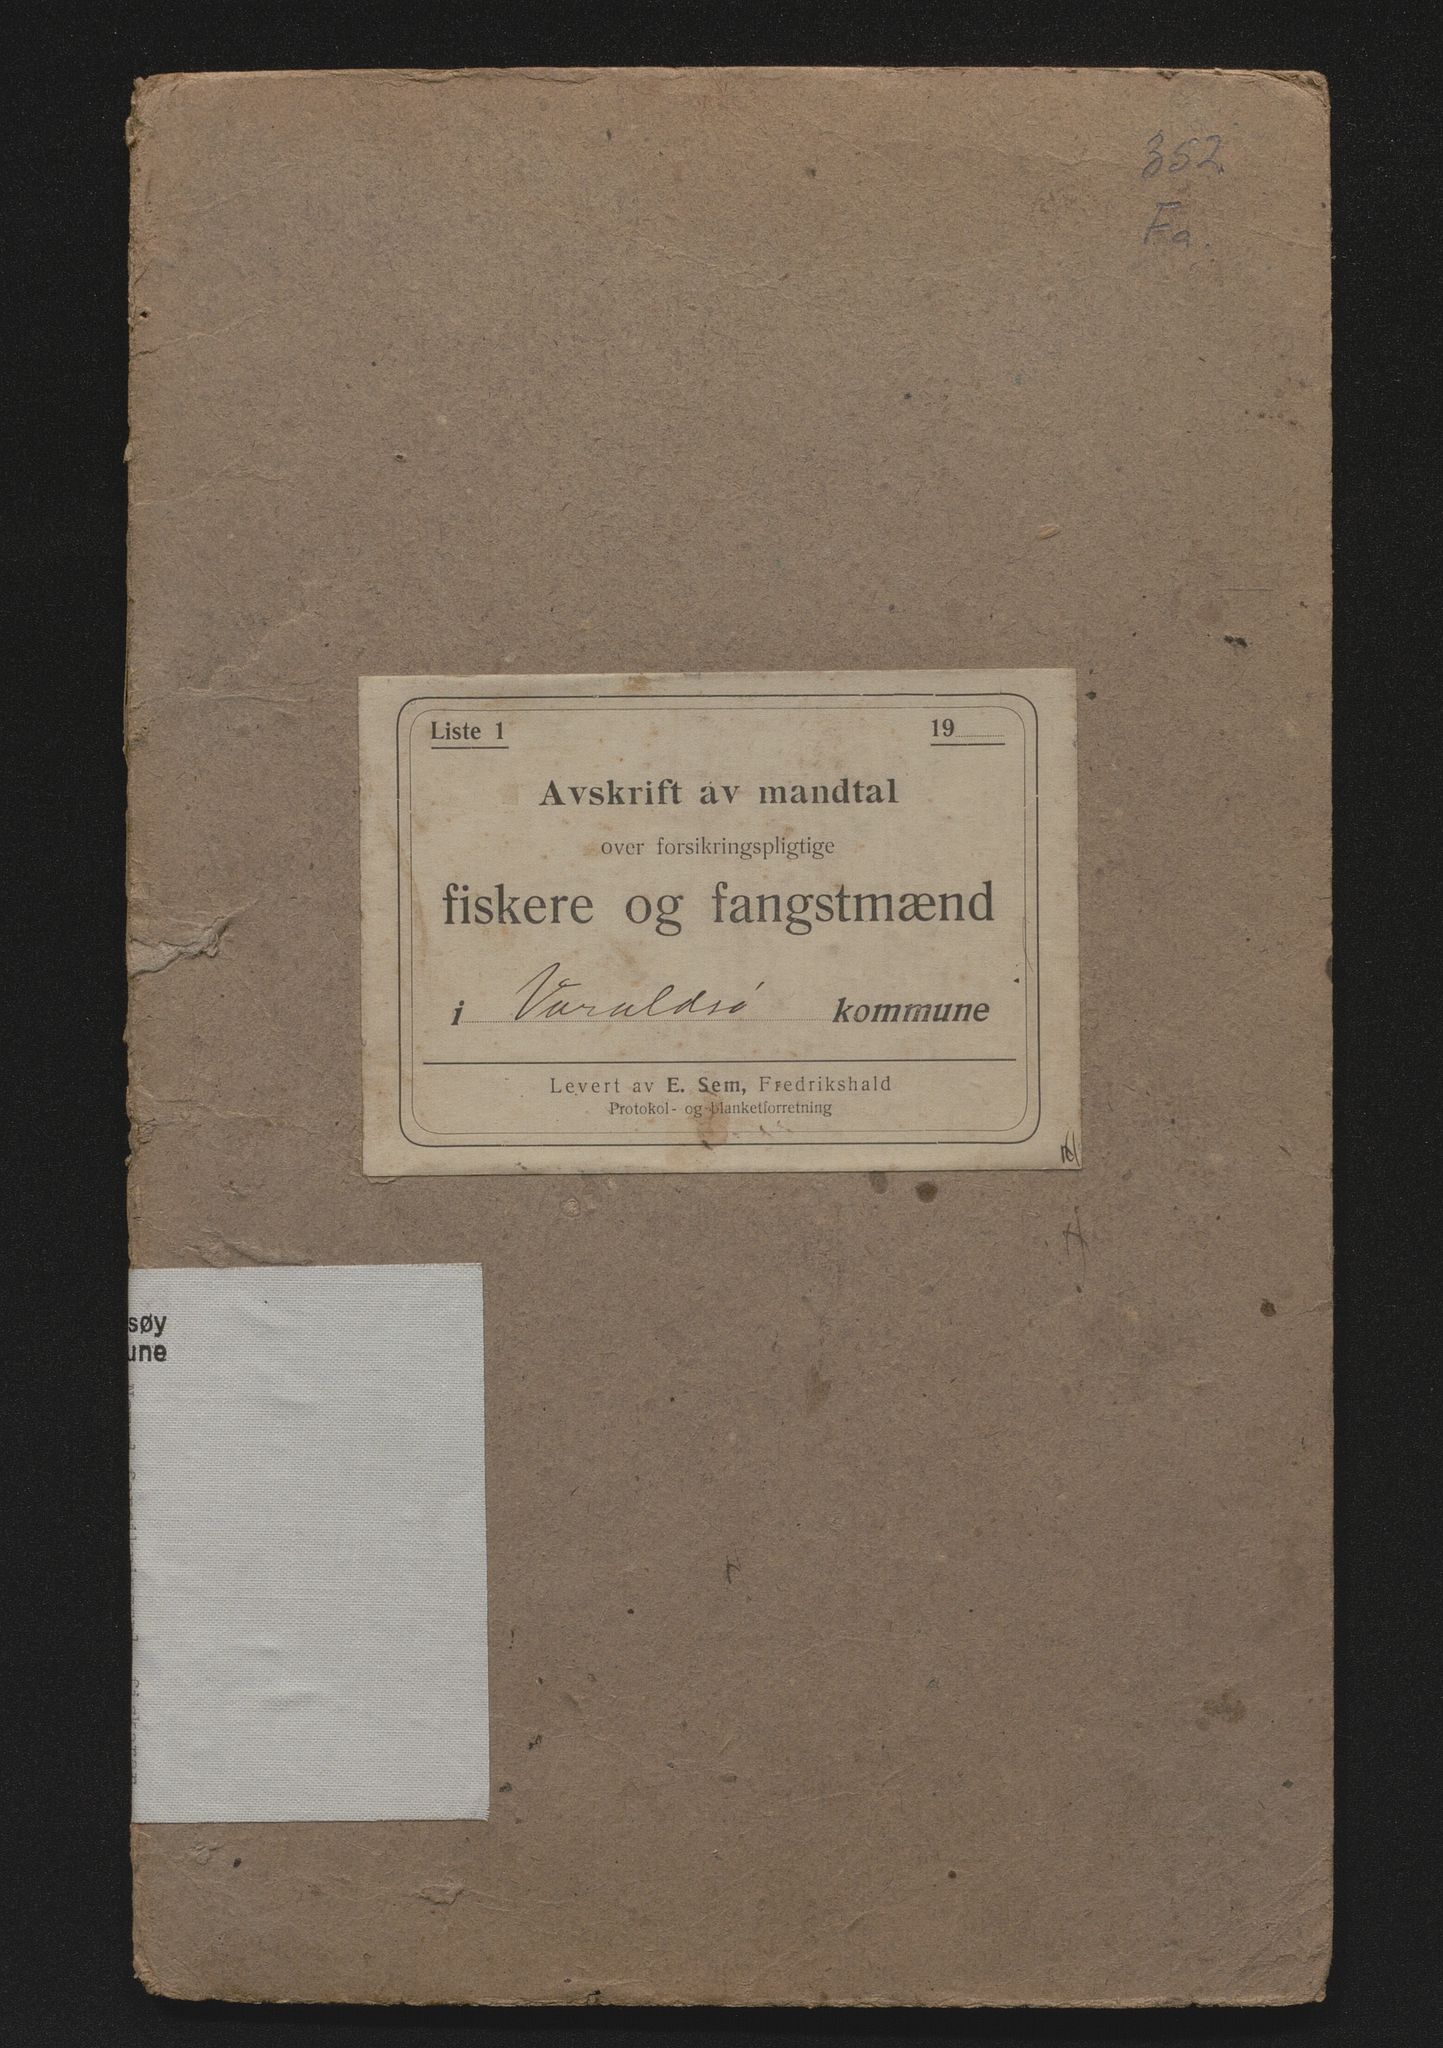 352
Fa.
Liste 1 19
Avskrift av mandtal
over forsikringspligtige
fiskere og fangstmænd
i Varaldsø kommune
Levert av E. Sem, Fredrikshald
Protokol- og blanketforretning
søy
une